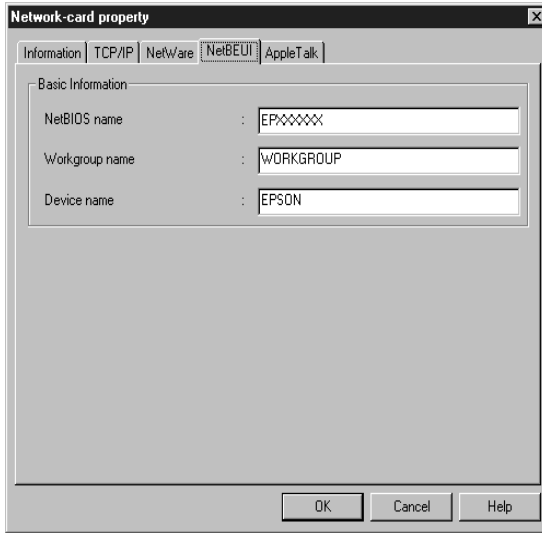 Network-card property
Information TCP/IP NetWare NetBEUI AppleTalk
Basic Information
NetBIOS name : EPXXXXXX
Workgroup name : WORKGROUP
Device name : EPSON
OK Cancel Help